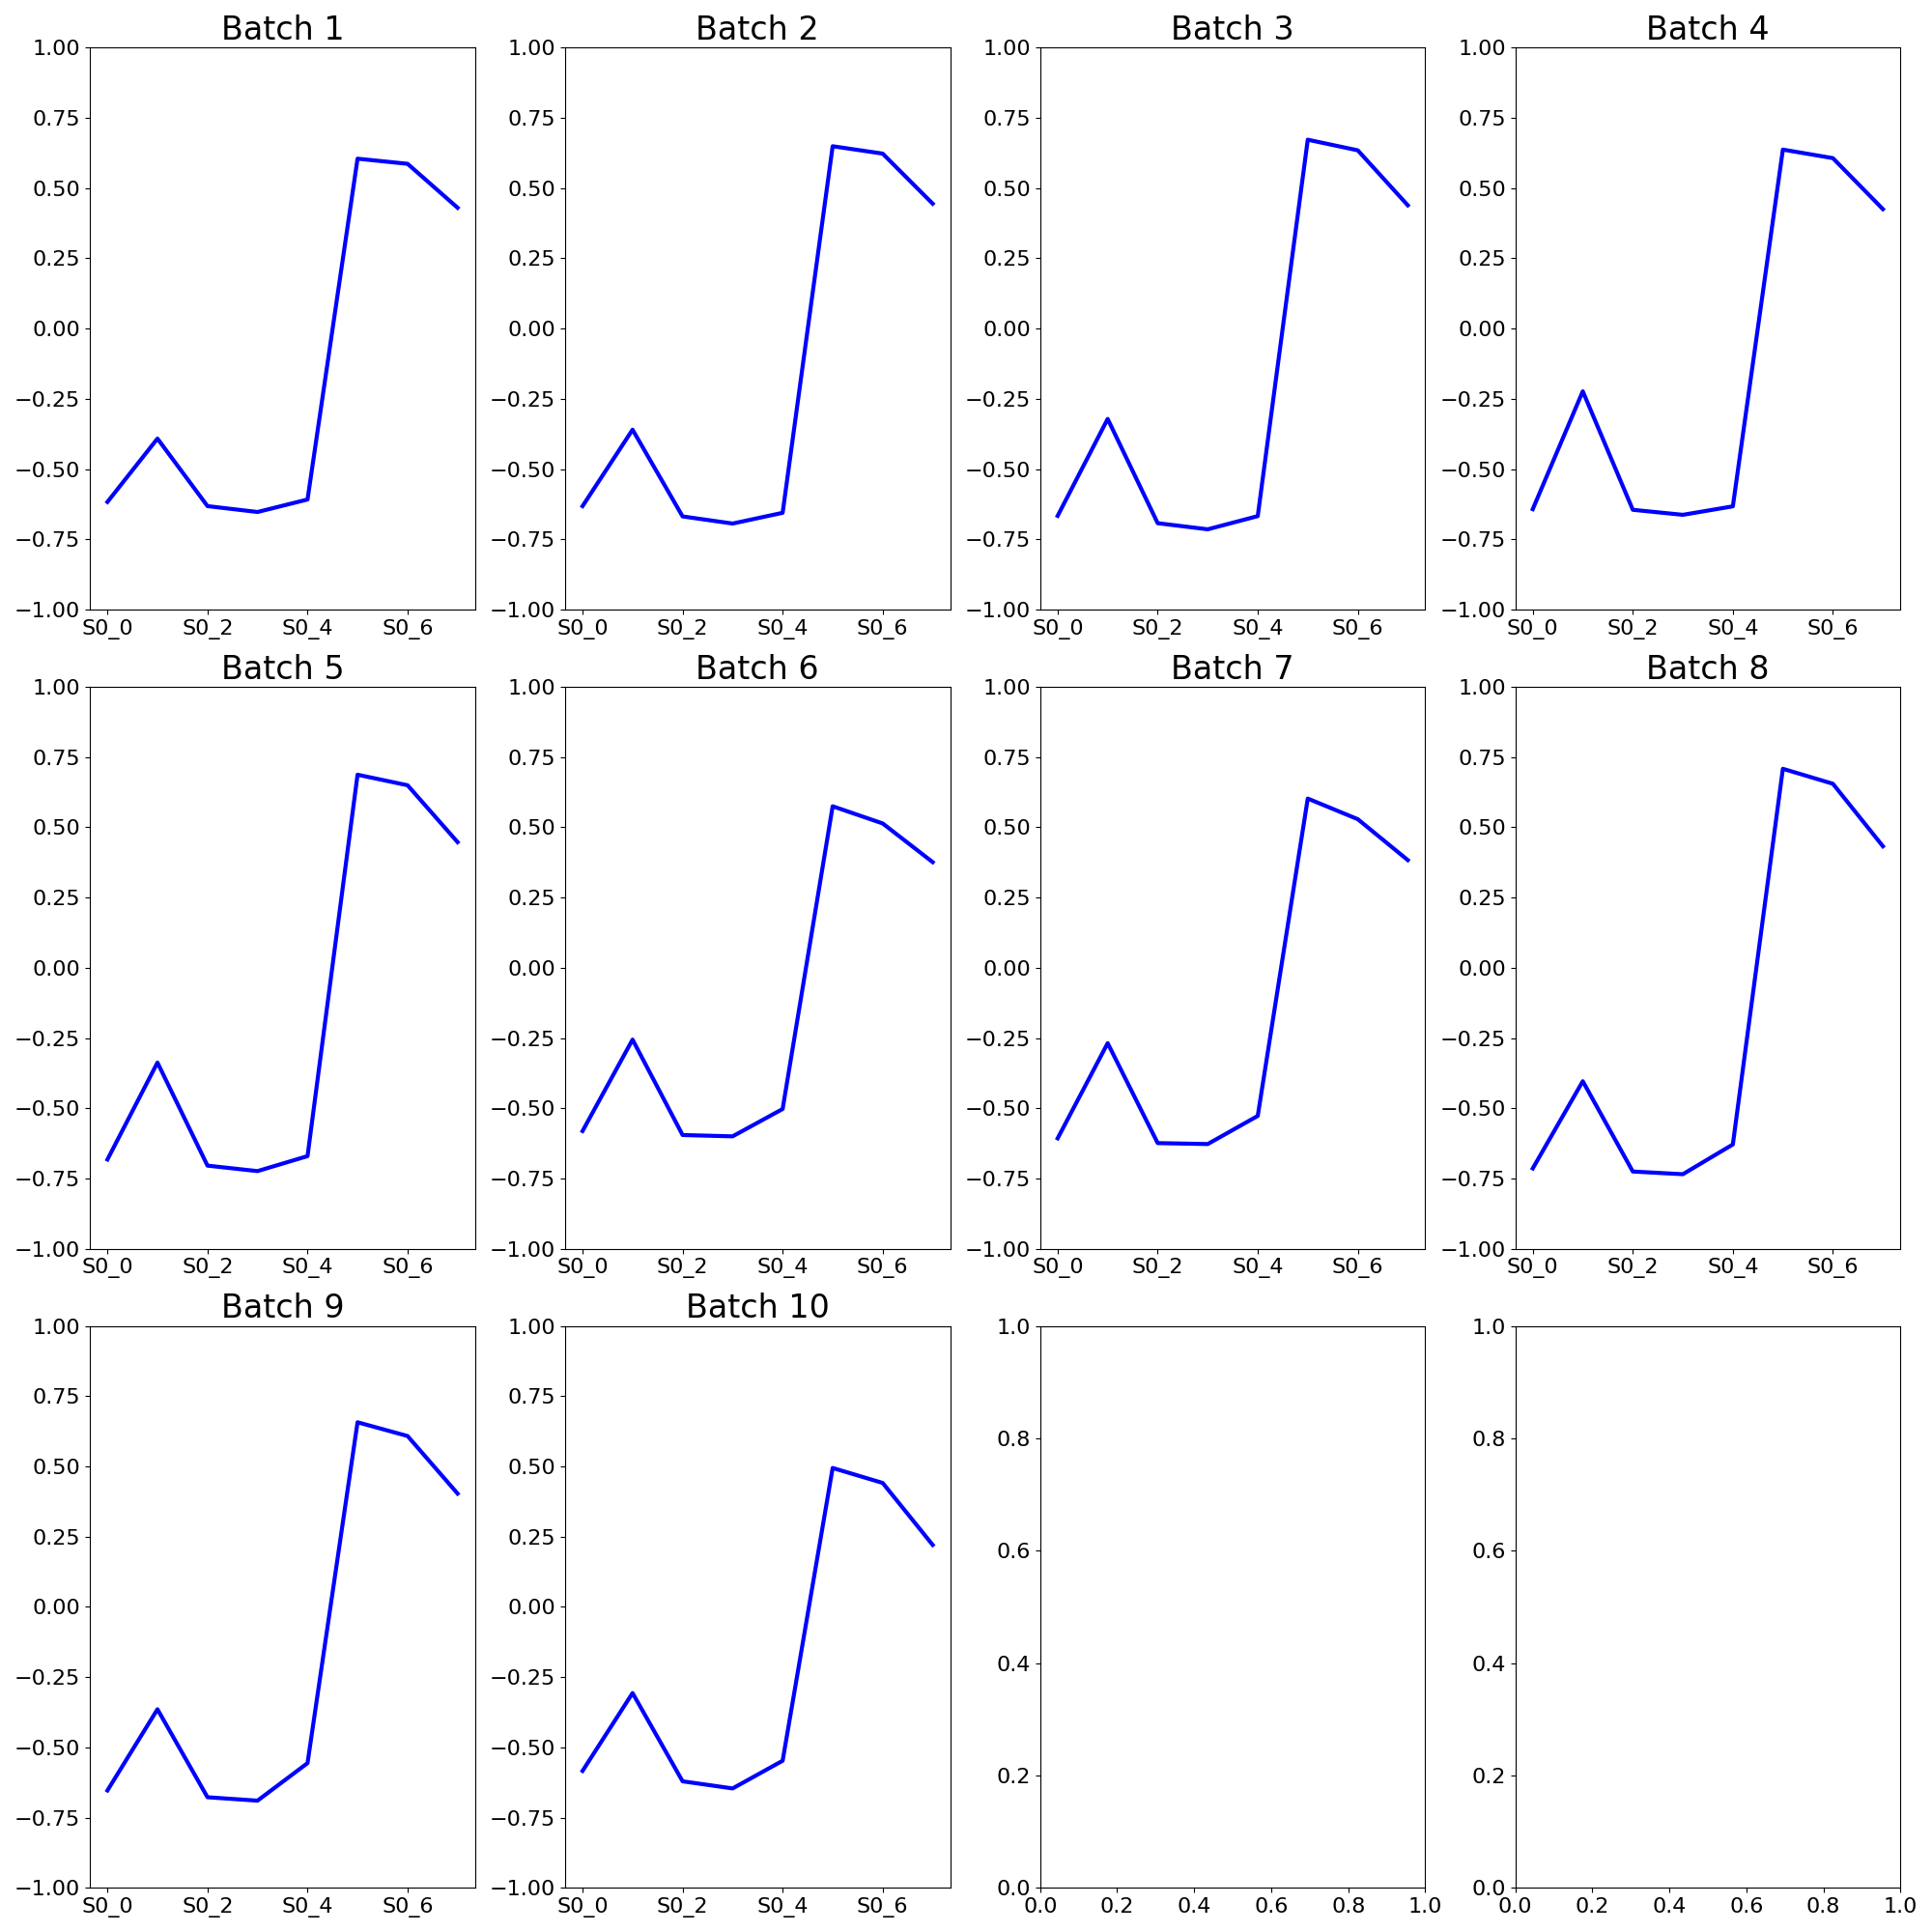 Batch 1 Batch 2 Batch 3 Batch 4
1.00 1.00 1.00 1.00
0.75 0.75 0.75 0.75
0.50 0.50 0.50 0.50
0.25 0.25 0.25 0.25
0.00 0.00 0.00 0.00
−0.25 −0.25 −0.25 −0.25
−0.50 −0.50 −0.50 −0.50
−0.75 −0.75 −0.75 −0.75
−1.00 −1.00 −1.00 −1.00
S0_0 S0_2 S0_4 S0_6 S0_0 S0_2 S0_4 S0_6 S0_0 S0_2 S0_4 S0_6 S0_0 S0_2 S0_4 S0_6
Batch 5 Batch 6 Batch 7 Batch 8
1.00 1.00 1.00 1.00
0.75 0.75 0.75 0.75
0.50 0.50 0.50 0.50
0.25 0.25 0.25 0.25
0.00 0.00 0.00 0.00
−0.25 −0.25 −0.25 −0.25
−0.50 −0.50 −0.50 −0.50
−0.75 −0.75 −0.75 −0.75
−1.00 −1.00 −1.00 −1.00
S0_0 S0_2 S0_4 S0_6 S0_0 S0_2 S0_4 S0_6 S0_0 S0_2 S0_4 S0_6 S0_0 S0_2 S0_4 S0_6
Batch 9 Batch 10
1.00 1.00 1.0 1.0
0.75 0.75
0.8 0.8
0.50 0.50
0.25 0.25 0.6 0.6
0.00 0.00
−0.25 −0.25 0.4 0.4
−0.50 −0.50
0.2 0.2
−0.75 −0.75
−1.00 −1.00 0.0 0.0
S0_0 S0_2 S0_4 S0_6 S0_0 S0_2 S0_4 S0_6 0.0 0.2 0.4 0.6 0.8 1.0 0.0 0.2 0.4 0.6 0.8 1.0